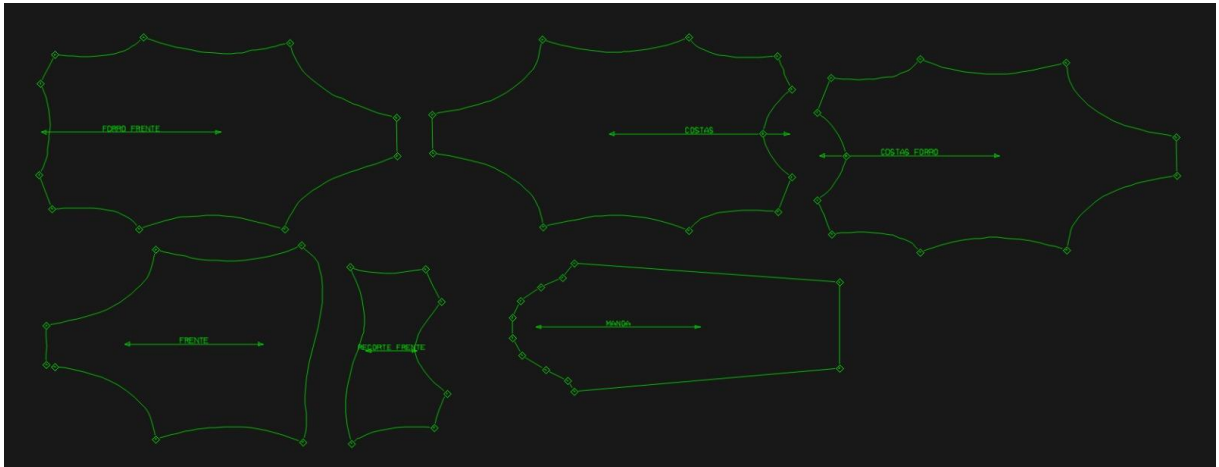 FORRO FRENTE
COSTAS
COSTAS FORRO
FRENTE
RECORTE FRENTE
MANGA